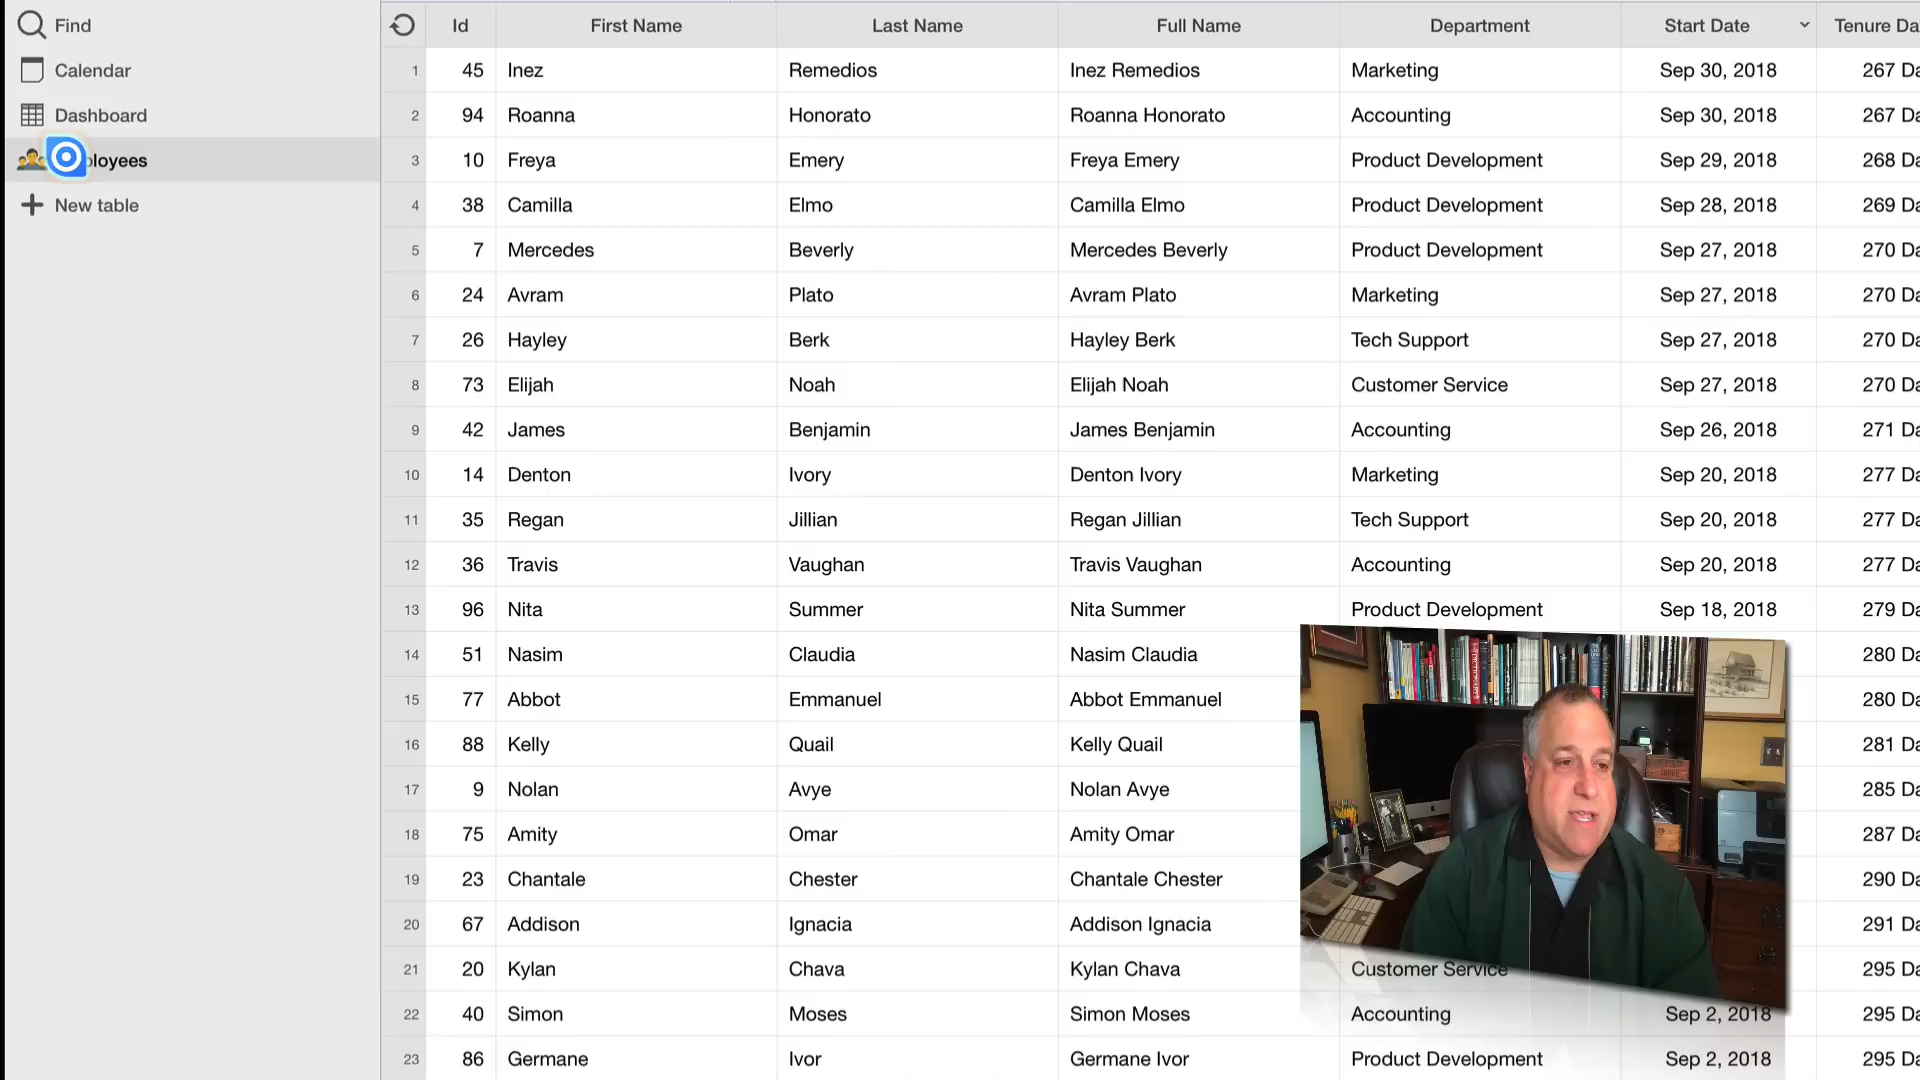 Find
Calendar
Dashboard
loyees
New table
Id First Name Last Name Full Name Department Start Date Tenure Da
1 45 Inez Remedios Inez Remedios Marketing Sep 30, 2018 267 Da
2 94 Roanna Honorato Roanna Honorato Accounting Sep 30, 2018 267 Da
3 10 Freya Emery Freya Emery Product Development Sep 29, 2018 268 Da
4 38 Camilla Elmo Camilla Elmo Product Development Sep 28, 2018 269 Da
5 7 Mercedes Beverly Mercedes Beverly Product Development Sep 27, 2018 270 Da
6 24 Avram Plato Avram Plato Marketing Sep 27, 2018 270 Da
7 26 Hayley Berk Hayley Berk Tech Support Sep 27, 2018 270 Da
8 73 Elijah Noah Elijah Noah Customer Service Sep 27, 2018 270 Da
9 42 James Benjamin James Benjamin Accounting Sep 26, 2018 271 Da
10 14 Denton Ivory Denton Ivory Marketing Sep 20, 2018 277 Da
11 35 Regan Jillian Regan Jillian Tech Support Sep 20, 2018 277 Da
12 36 Travis Vaughan Travis Vaughan Accounting Sep 20, 2018 277 Da
13 96 Nita Summer Nita Summer Product Development Sep 18, 2018 279 Da
14 51 Nasim Claudia Nasim Claudia 280 Da
15 77 Abbot Emmanuel Abbot Emmanuel 280 Da
16 88 Kelly Quail Kelly Quail 281 Da
17 9 Nolan Avye Nolan Avye 285 Da
18 75 Amity Omar Amity Omar 287 Da
19 23 Chantale Chester Chantale Chester 290 Da
20 67 Addison Ignacia Addison Ignacia 291 Da
21 20 Kylan Chava Kylan Chava Customer Service 295 Da
22 40 Simon Moses Simon Moses Accounting Sep 2, 2018 295 Da
23 86 Germane Ivor Germane Ivor Product Development Sep 2, 2018 295 Da